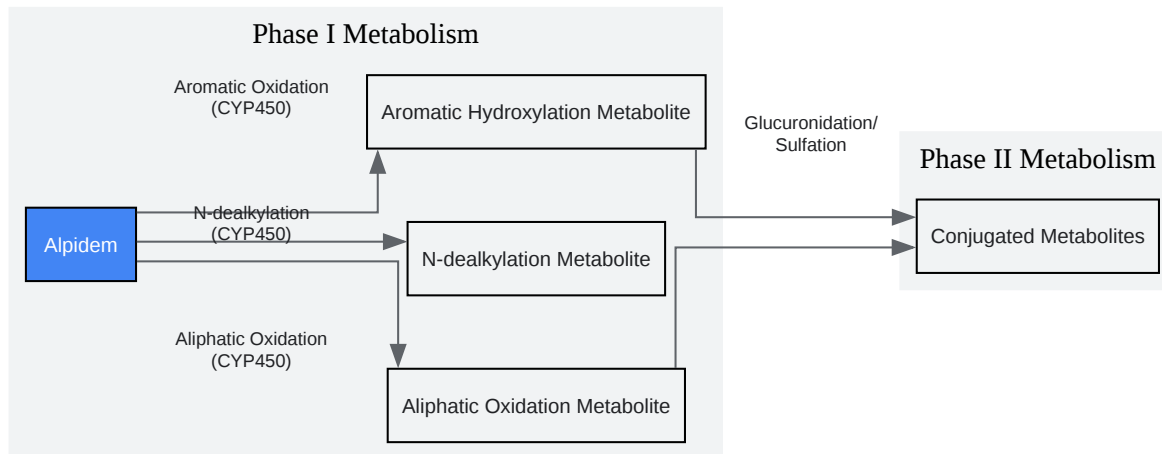 Phase I Metabolism
Aromatic Oxidation
(CYP450)
Aromatic Hydroxylation Metabolite
Glucuronidation/
Sulfation
Phase II Metabolism
N-dealkylation
(CYP450)
Alpidem
N-dealkylation Metabolite
Conjugated Metabolites
Aliphatic Oxidation
(CYP450)
Aliphatic Oxidation Metabolite